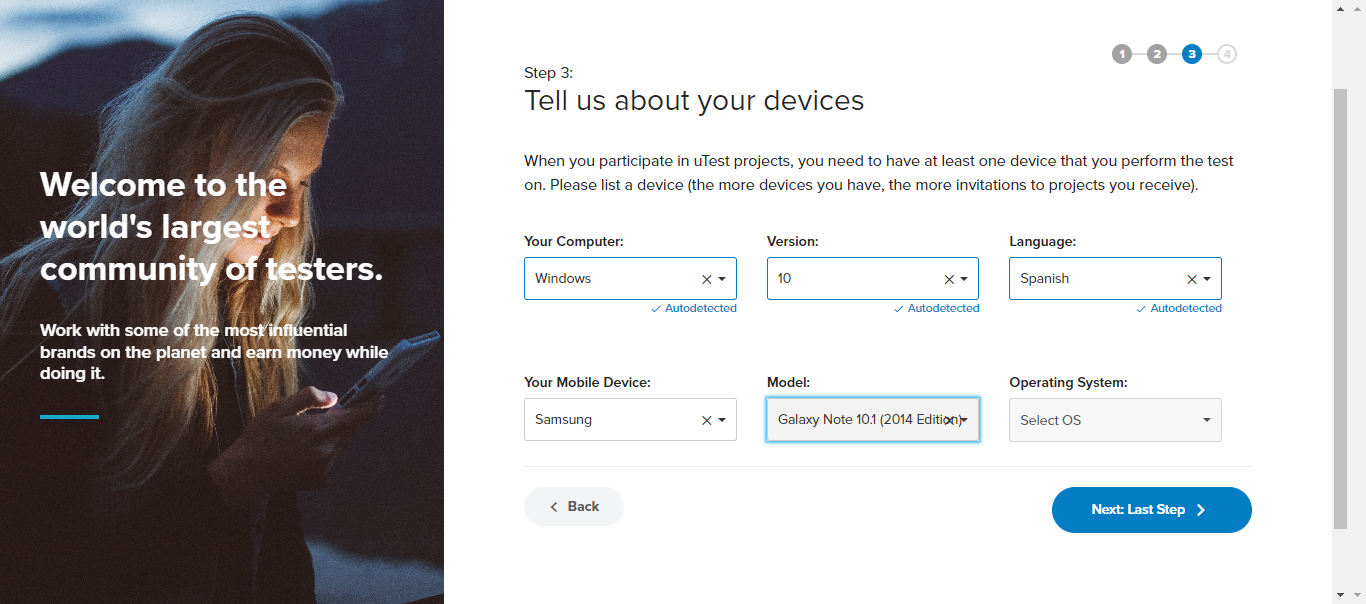 Welcome to the
world's largest
community of testers.
Work with some of the most influential
brands on the planet and earn money while
doing it.
1 2 3 4
Step 3:
Tell us about your devices
When you participate in uTest projects, you need to have at least one device that you perform the test
on. Please list a device (the more devices you have, the more invitations to projects you receive).
Your Computer: Version: Language:
Windows 10 Spanish
Autodetected Autodetected Autodetected
Your Mobile Device: Model: Operating System:
Samsung Galaxy Note 10.1 (2014 Edition) Select OS
Back Next: Last Step